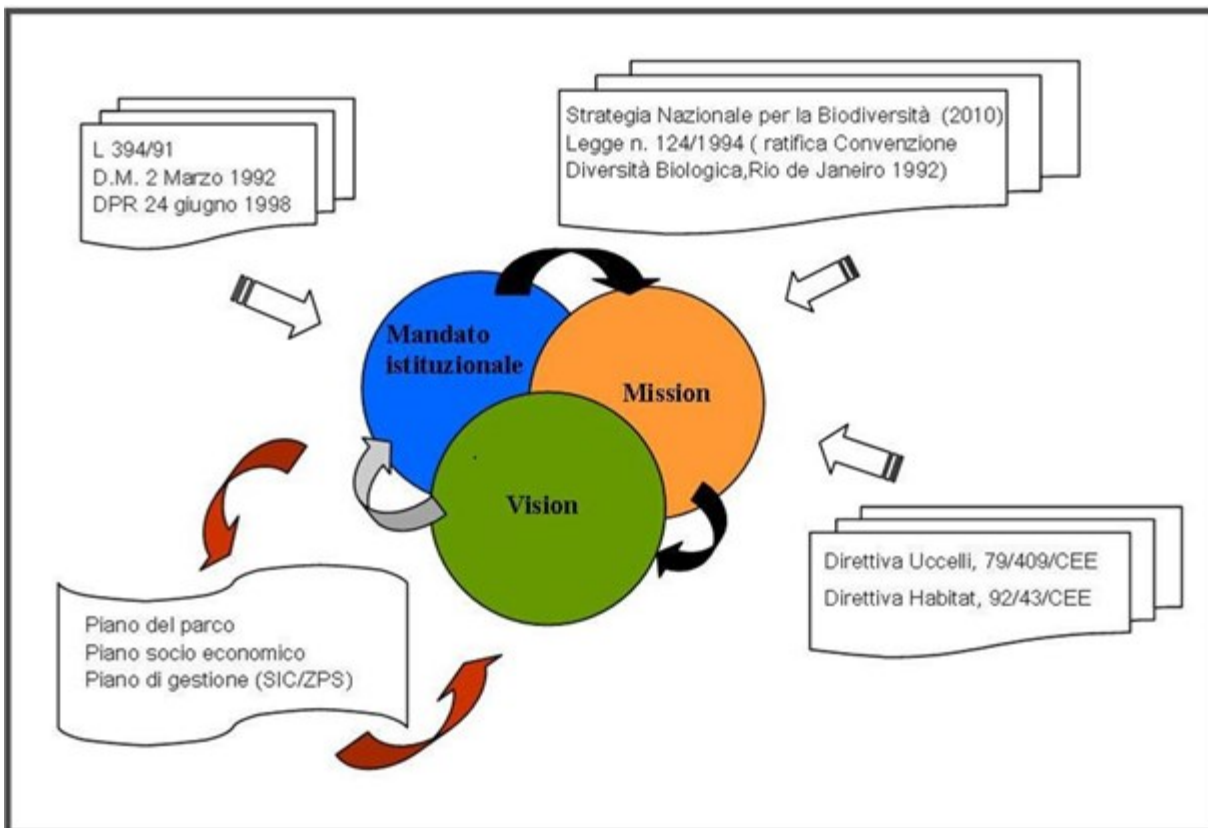 L 394/91
D.M. 2 Marzo 1992
DPR 24 giugno 1998
Strategia Nazionale per la Biodiversità (2010)
Legge n. 124/1994 ( ratifica Convenzione
Diversità Biologica,Rio de Janeiro 1992)
Mandato
istituzionale
Mission
Vision
Direttiva Uccelli, 79/409/CEE
Direttiva Habitat, 92/43/CEE
Piano del parco
Piano socio economico
Piano di gestione (SIC/ZPS)